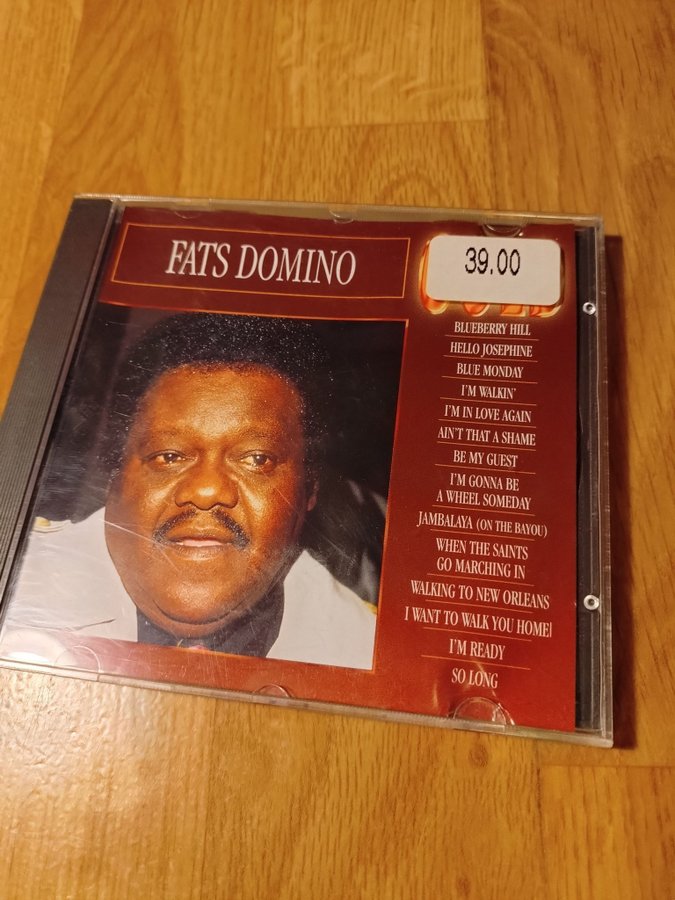 FATS DOMINO
39.00
BLUEBERRY HILL
HELLO JOSEPHINE
BLUE MONDAY
I'M WALKIN'
I'M IN LOVE AGAIN
AIN'T THAT A SHAME
BE MY GUEST
I'M GONNA BE
A WHEEL SOMEDAY
JAMBALAYA (ON THE BAYOU)
WHEN THE SAINTS
GO MARCHING IN
WALKING TO NEW ORLEANS
I WANT TO WALK YOU HOME
I'M READY
SO LONG